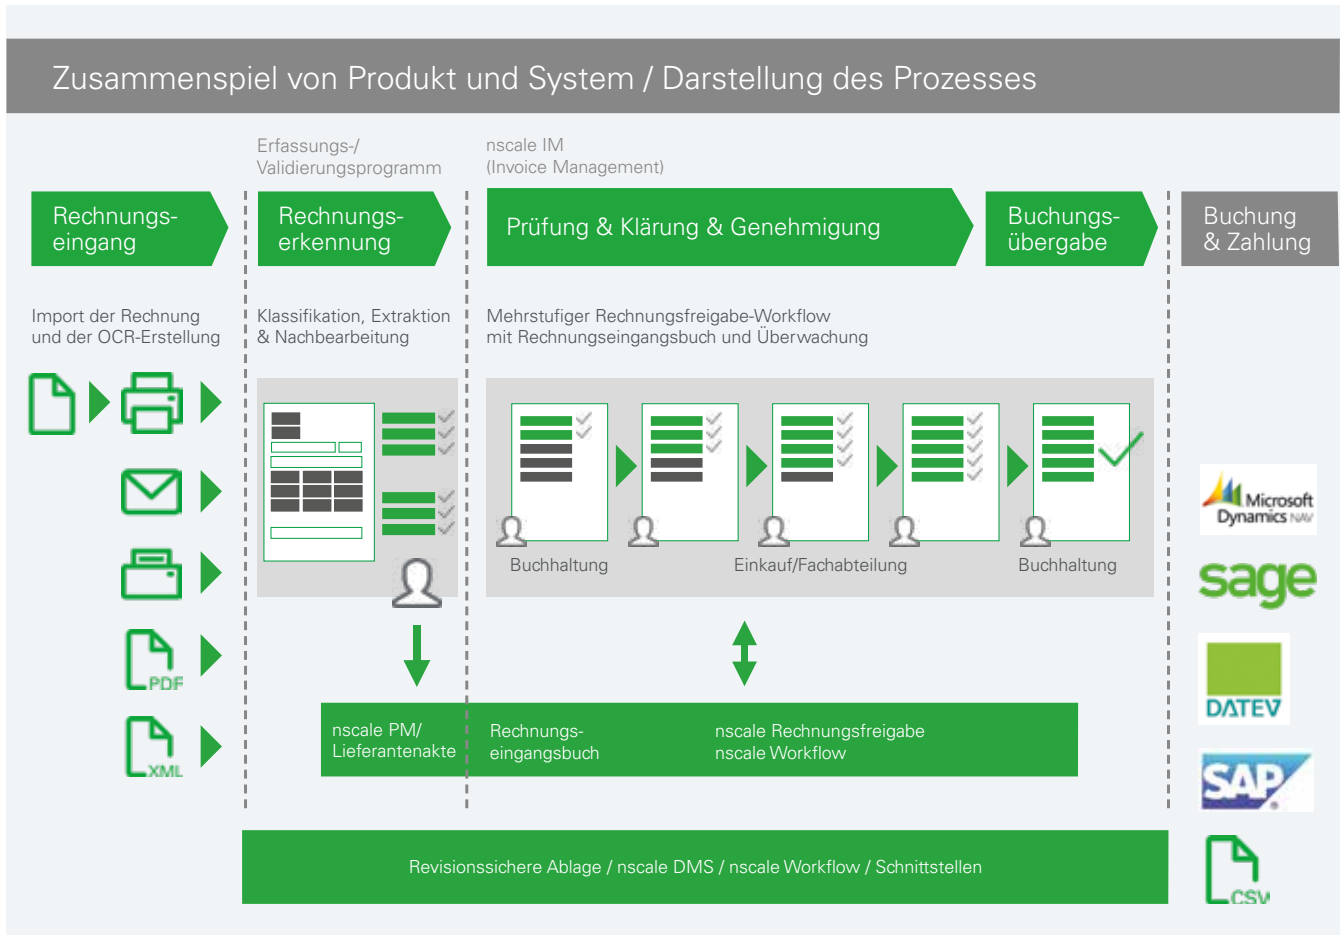 Zusammenspiel von Produkt und System / Darstellung des Prozesses
Erfassungs-/
Validierungsprogramm
nscale IM
(Invoice Management)
Rechnungs-
eingang
Rechnungs-
erkennung
Prüfung & Klärung & Genehmigung
Buchungs-
übergabe
Buchung
& Zahlung
Import der Rechnung
und der OCR-Erstellung
Klassifikation, Extraktion
& Nachbearbeitung
Mehrstufiger Rechnungsfreigabe-Workflow
mit Rechnungseingangsbuch und Überwachung
Buchhaltung
Einkauf/Fachabteilung
Buchhaltung
PDF
XML
nscale PM/
Lieferantenakte
Rechnungs-
eingangsbuch
nscale Rechnungsfreigabe
nscale Workflow
Revisionssichere Ablage / nscale DMS / nscale Workflow / Schnittstellen
Microsoft
Dynamics NAV
sage
DATEV
SAP
CSV